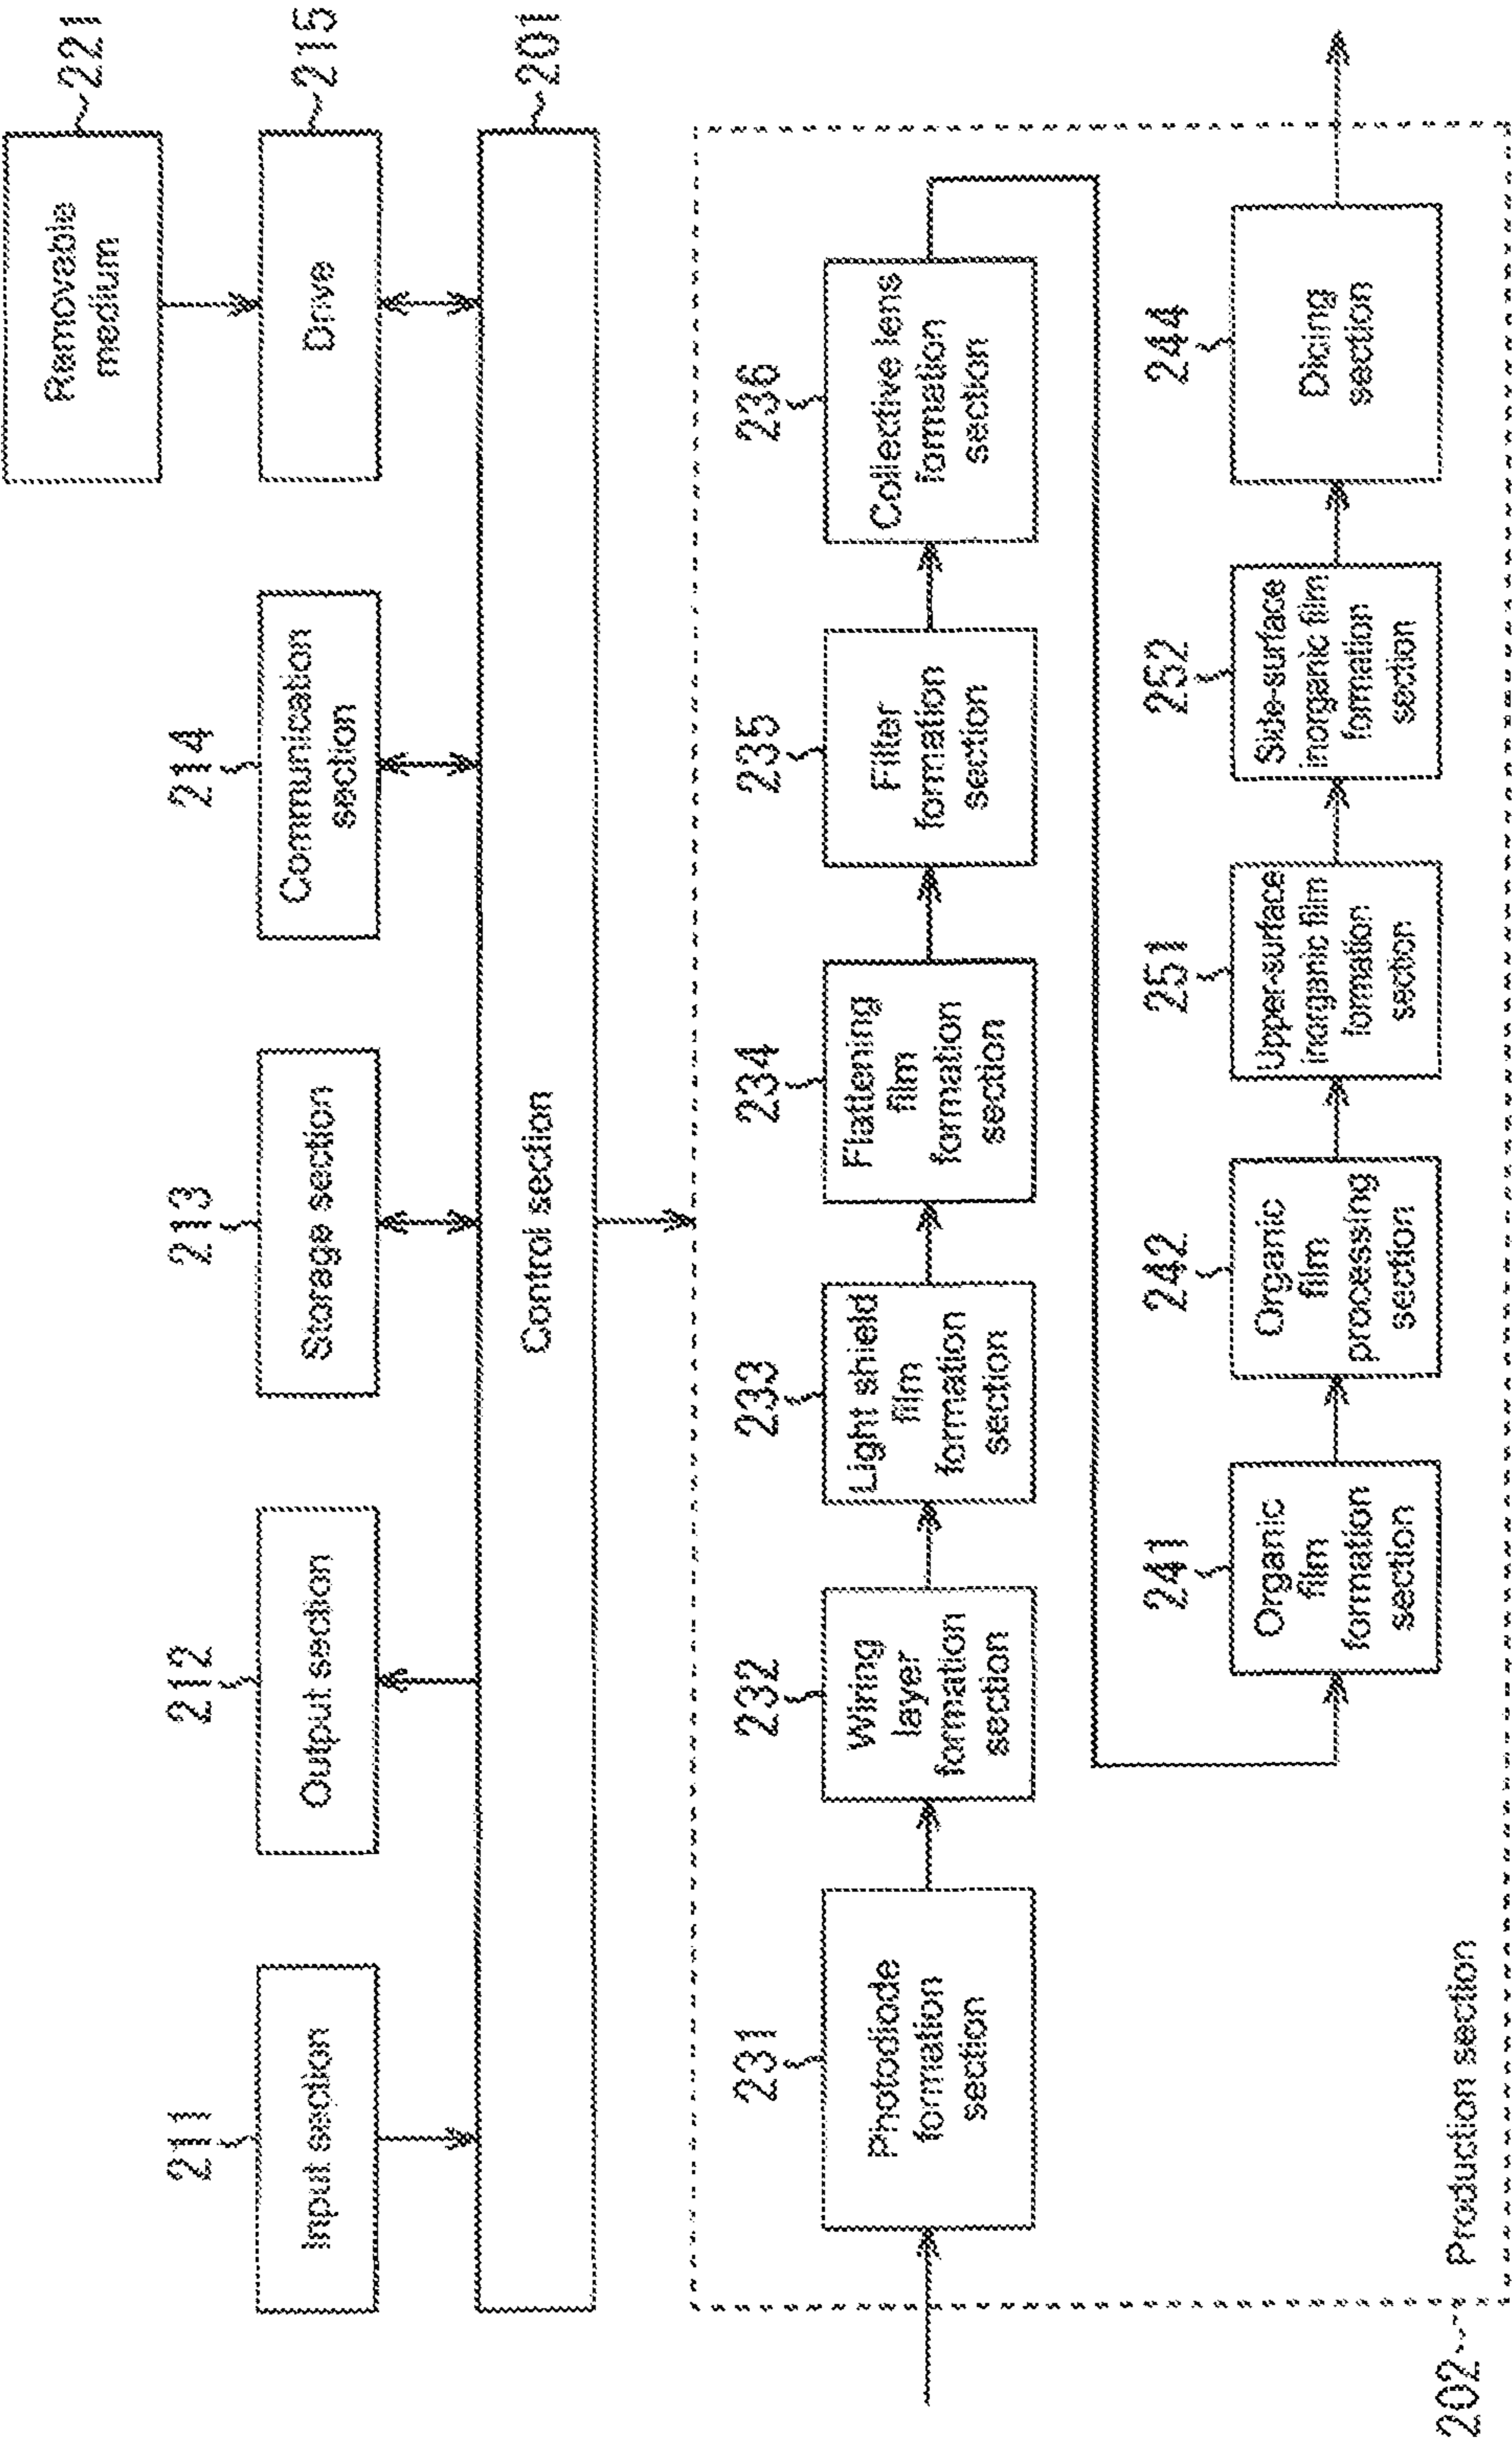 Removable
medium
221
211
212
213
214
Input section
Output section
Storage section
Communication
section
Drive
215
Control section
201
231
232
233
234
235
236
Photodiode
formation
section
Wiring
layer
formation
section
Light shield
film
formation
section
Flattening
film
formation
section
Filter
formation
section
Collective lens
formation
section
241
242
251
252
244
Organic
film
formation
section
Organic
film
processing
section
Upper-surface
inorganic film
formation
section
Side-surface
inorganic film
formation
section
Dicing
section
202
Production section